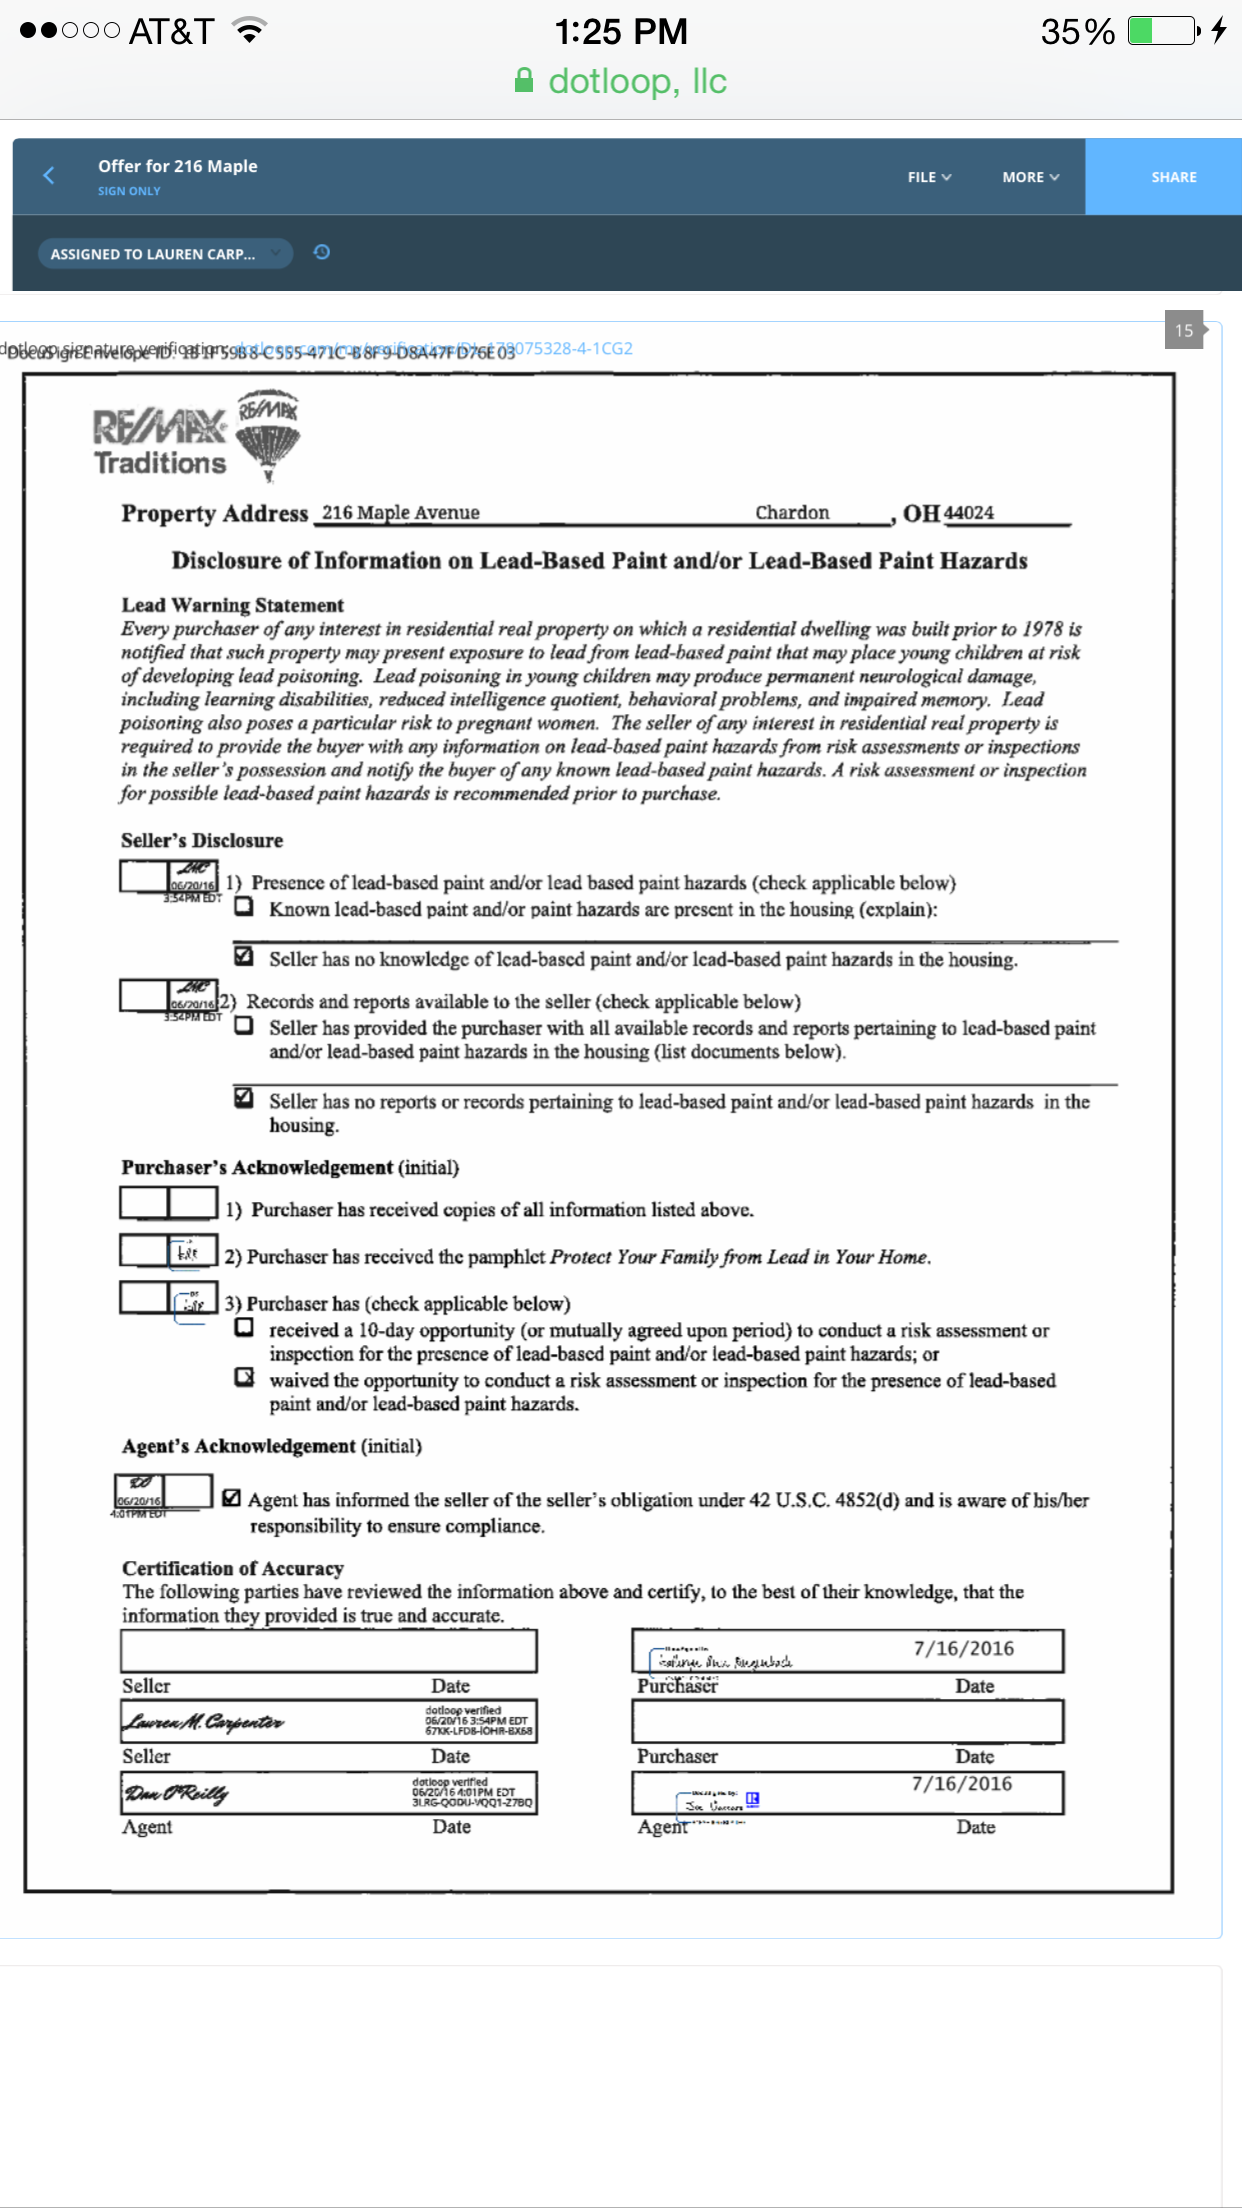 AT&T 1:25 PM 35%
dotloop, llc
Offer for 216 Maple
SIGN ONLY
FILE MORE SHARE
ASSIGNED TO LAUREN CARP...
15
dotloop signature verification:
DocuSign Envelope ID:
RE/MAX RE/MAX
Traditions
Property Address 216 Maple Avenue Chardon , OH 44024
Disclosure of Information on Lead-Based Paint and/or Lead-Based Paint Hazards
Lead Warning Statement
Every purchaser of any interest in residential real property on which a residential dwelling was built prior to 1978 is
notified that such property may present exposure to lead from lead-based paint that may place young children at risk
of developing lead poisoning. Lead poisoning in young children may produce permanent neurological damage,
including learning disabilities, reduced intelligence quotient, behavioral problems, and impaired memory. Lead
poisoning also poses a particular risk to pregnant women. The seller of any interest in residential real property is
required to provide the buyer with any information on lead-based paint hazards from risk assessments or inspections
in the seller's possession and notify the buyer of any known lead-based paint hazards. A risk assessment or inspection
for possible lead-based paint hazards is recommended prior to purchase.
Seller's Disclosure
LMC
06/20/16
3:54PM EDT
1) Presence of lead-based paint and/or lead based paint hazards (check applicable below)
Known lead-based paint and/or paint hazards are present in the housing (explain):
Seller has no knowledge of lead-based paint and/or lead-based paint hazards in the housing.
LMC
06/20/16
3:54PM EDT
2) Records and reports available to the seller (check applicable below)
Seller has provided the purchaser with all available records and reports pertaining to lead-based paint
and/or lead-based paint hazards in the housing (list documents below).
Seller has no reports or records pertaining to lead-based paint and/or lead-based paint hazards in the
housing.
Purchaser's Acknowledgement (initial)
1) Purchaser has received copies of all information listed above.
2) Purchaser has received the pamphlet Protect Your Family from Lead in Your Home.
3) Purchaser has (check applicable below)
received a 10-day opportunity (or mutually agreed upon period) to conduct a risk assessment or
inspection for the presence of lead-based paint and/or lead-based paint hazards; or
waived the opportunity to conduct a risk assessment or inspection for the presence of lead-based
paint and/or lead-based paint hazards.
Agent's Acknowledgement (initial)
DO
06/20/16
4:01PM EDT
Agent has informed the seller of the seller's obligation under 42 U.S.C. 4852(d) and is aware of his/her
responsibility to ensure compliance.
Certification of Accuracy
The following parties have reviewed the information above and certify, to the best of their knowledge, that the
information they provided is true and accurate.
7/16/2016
Seller Date Purchaser Date
Lauren M. Carpenter
dotloop verified
06/20/16 3:54PM EDT
67KK-LFD8-IOHR-BX68
Seller Date Purchaser Date
Dan O'Reilly
dotloop verified
06/20/16 4:01PM EDT
3LRG-QODU-VQQ1-Z7BQ
7/16/2016
Agent Date Agent Date